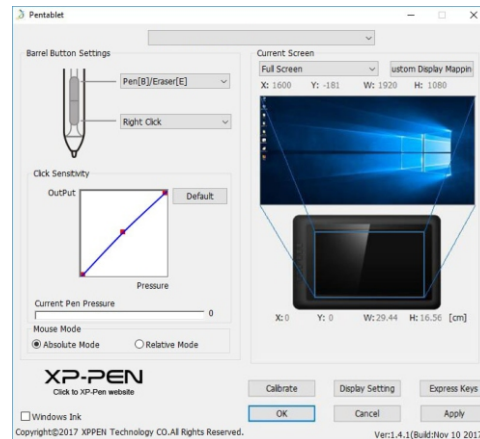 Pentablet
Barrel Button Settings
Pen[B]/Eraser[E]
Right Click
Click Sensitivity
OutPut
Default
Pressure
Current Pen Pressure
0
Mouse Mode
Absolute Mode
Relative Mode
XP-PEN
Click to XP-Pen website
Windows Ink
Copyright©2017 XPPEN Technology CO.All Rights Reserved.
Current Screen
Full Screen
ustom Display Mappin
X: 1600 Y: -181 W: 1920 H: 1080
X: 0 Y: 0 W: 29.44 H: 16.56 [cm]
Calibrate
Display Setting
Express Keys
OK
Cancel
Apply
Ver:1.4.1(Build:Nov 10 2017